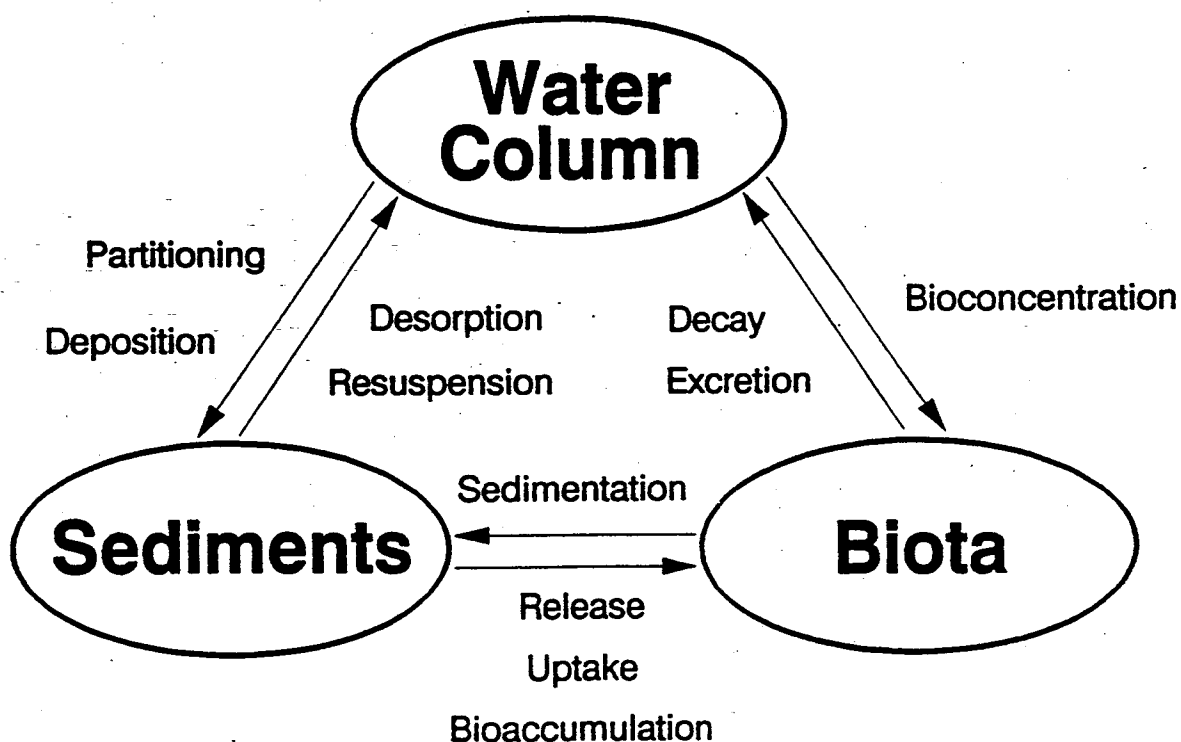 Water
Column
Partitioning
Deposition
Desorption
Resuspension
Decay
Excretion
Bioconcentration
Sediments
Sedimentation
Biota
Release
Uptake
Bioaccumulation